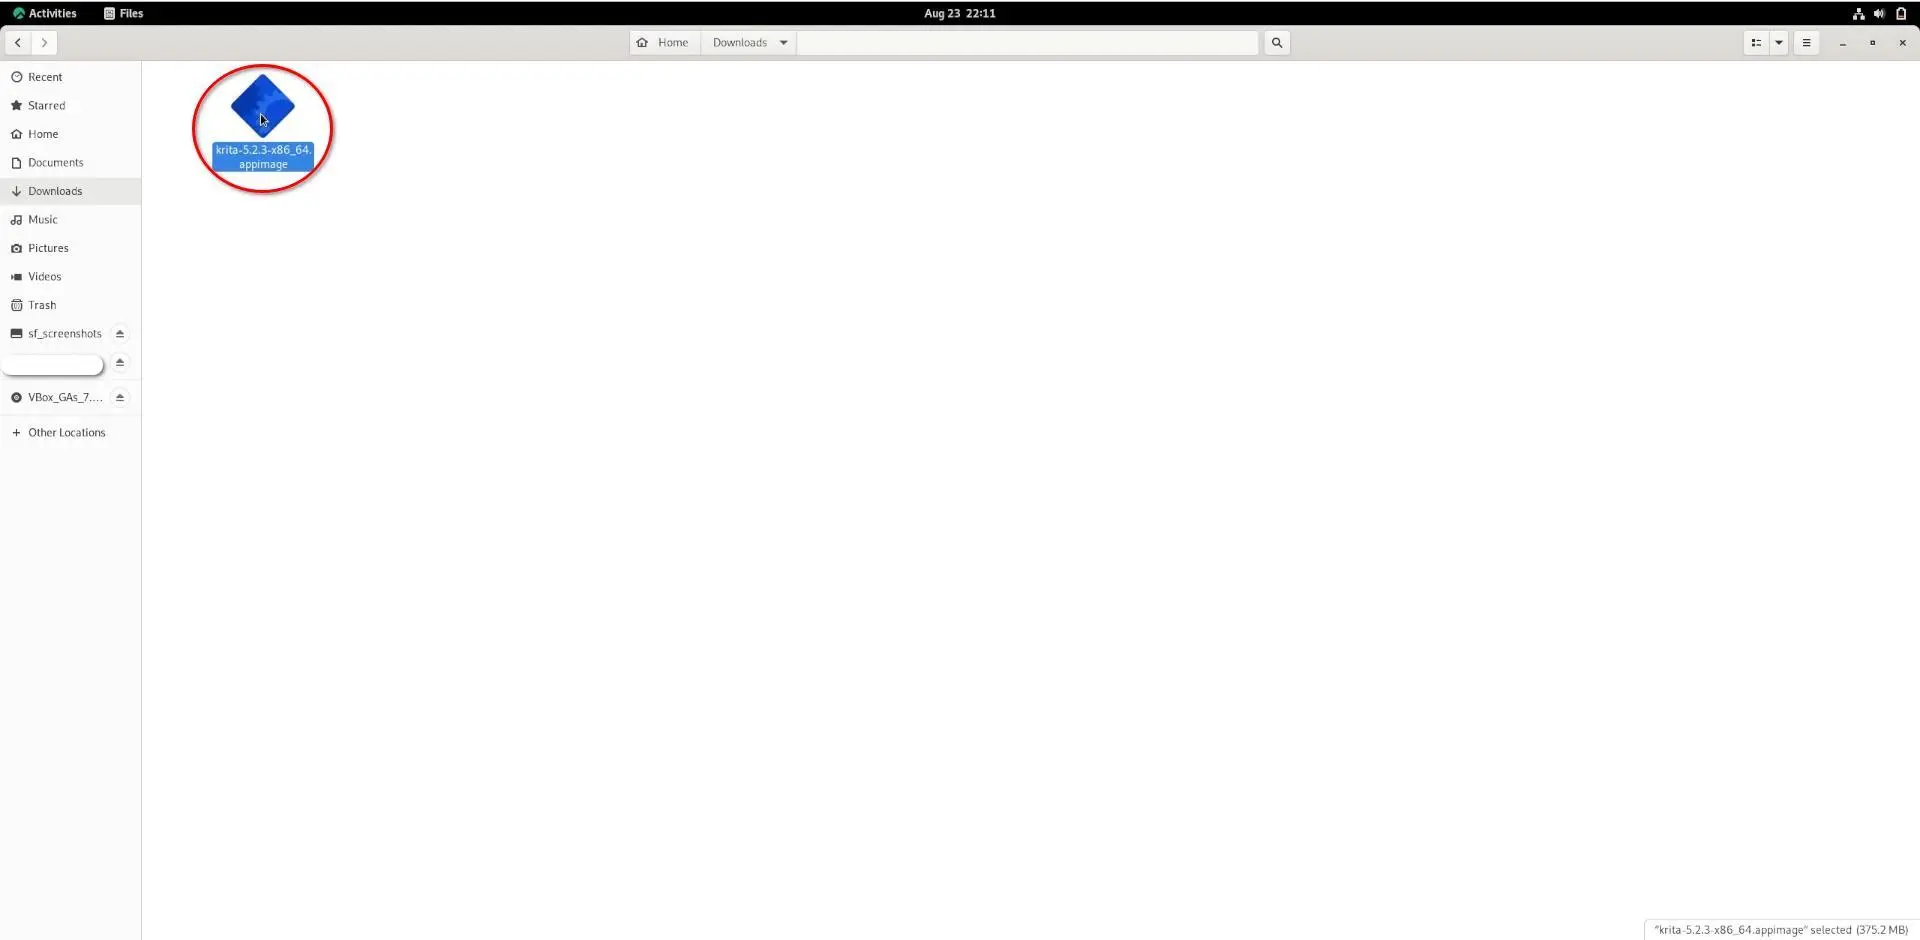 Activities Files Aug 23 22:11
Home Downloads
Recent
Starred
Home
Documents
Downloads
Music
Pictures
Videos
Trash
sf_screenshots
VBox_GAs_7....
Other Locations
krita-5.2.3-x86_64.
appimage
"krita-5.2.3-x86_64.appimage" selected (375.2 MB)